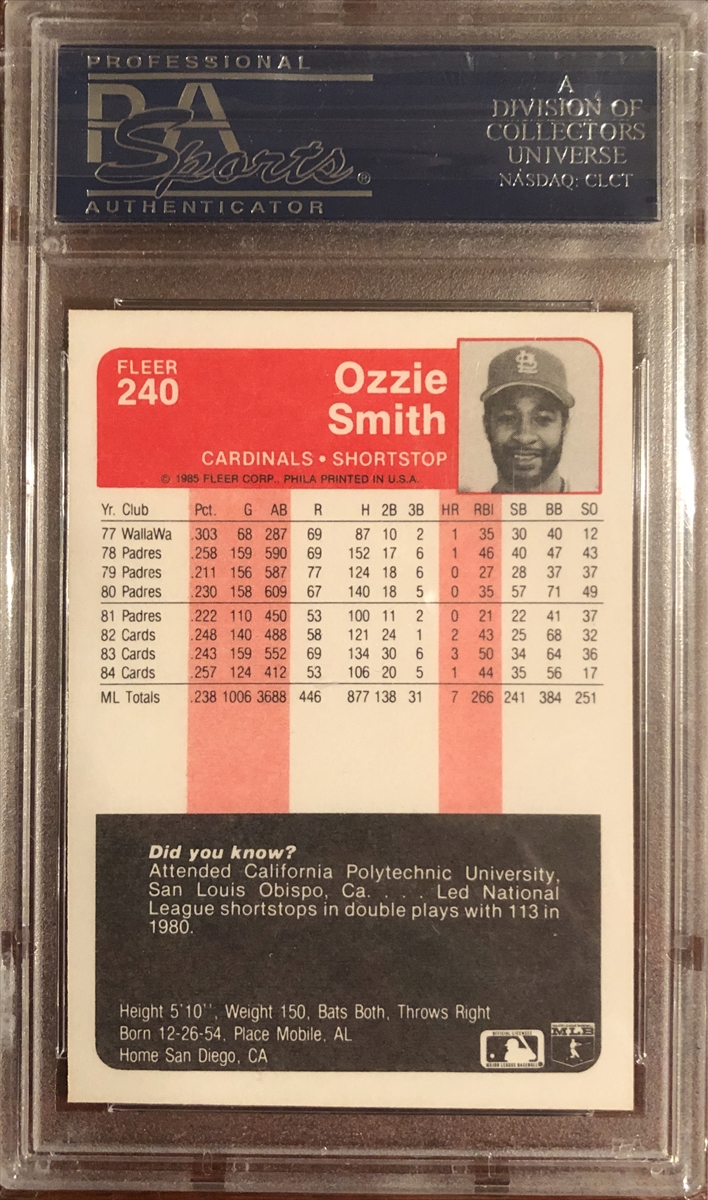 PROFESSIONAL
PSA
Sports®
AUTHENTICATOR
A
DIVISION OF
COLLECTORS
UNIVERSE
NASDAQ: CLCT
FLEER
240
Ozzie
Smith
CARDINALS • SHORTSTOP
© 1985 FLEER CORP., PHILA PRINTED IN U.S.A.
Yr. Club Pct. G AB R H 2B 3B HR RBI SB BB SO
77 WallaWa .303 68 287 69 87 10 2 1 35 30 40 12
78 Padres .258 159 590 69 152 17 6 1 46 40 47 43
79 Padres .211 156 587 77 124 18 6 0 27 28 37 37
80 Padres .230 158 609 67 140 18 5 0 35 57 71 49
81 Padres .222 110 450 53 100 11 2 0 21 22 41 37
82 Cards .248 140 488 58 121 24 1 2 43 25 68 32
83 Cards .243 159 552 69 134 30 6 3 50 34 64 36
84 Cards .257 124 412 53 106 20 5 1 44 35 56 17
ML Totals .238 1006 3688 446 877 138 31 7 266 241 384 251
Did you know?
Attended California Polytechnic University,
San Louis Obispo, Ca. . . . Led National
League shortstops in double plays with 113 in
1980.
Height 5'10", Weight 150, Bats Both, Throws Right
Born 12-26-54, Place Mobile, AL
Home San Diego, CA
OFFICIAL LICENSEE
MAJOR LEAGUE BASEBALL
MLB
StL